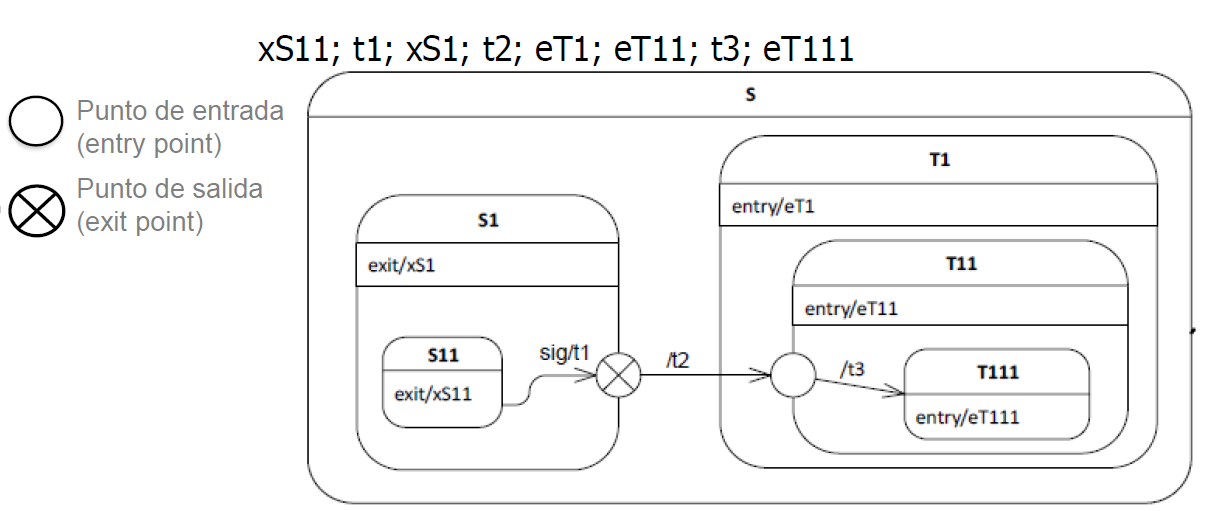 xS11; t1; xS1; t2; eT1; eT11; t3; eT111
Punto de entrada
(entry point)
Punto de salida
(exit point)
S
S1
exit/xS1
S11
exit/xS11
sig/t1
/t2
T1
entry/eT1
T11
entry/eT11
/t3
T111
entry/eT111